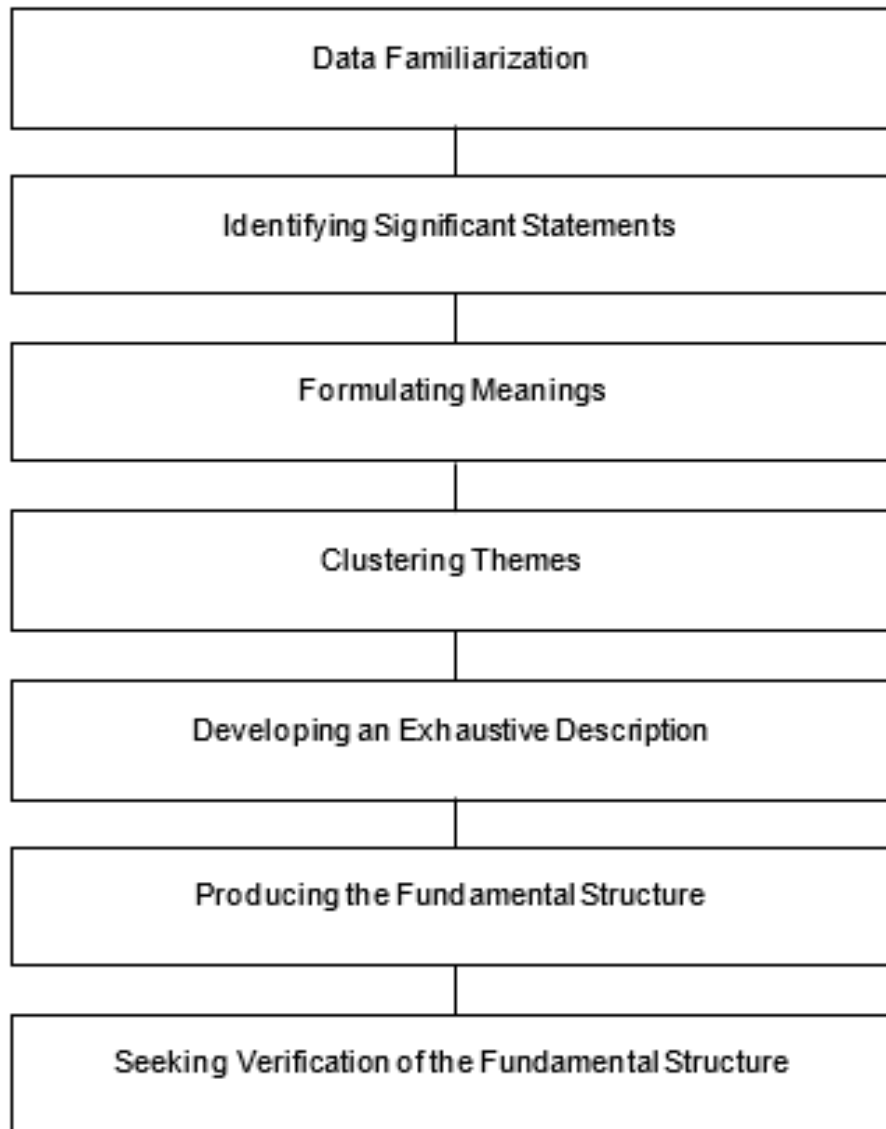 Data Familiarization
Identifying Significant Statements
Formulating Meanings
Clustering Themes
Developing an Exhaustive Description
Producing the Fundamental Structure
Seeking Verification of the Fundamental Structure